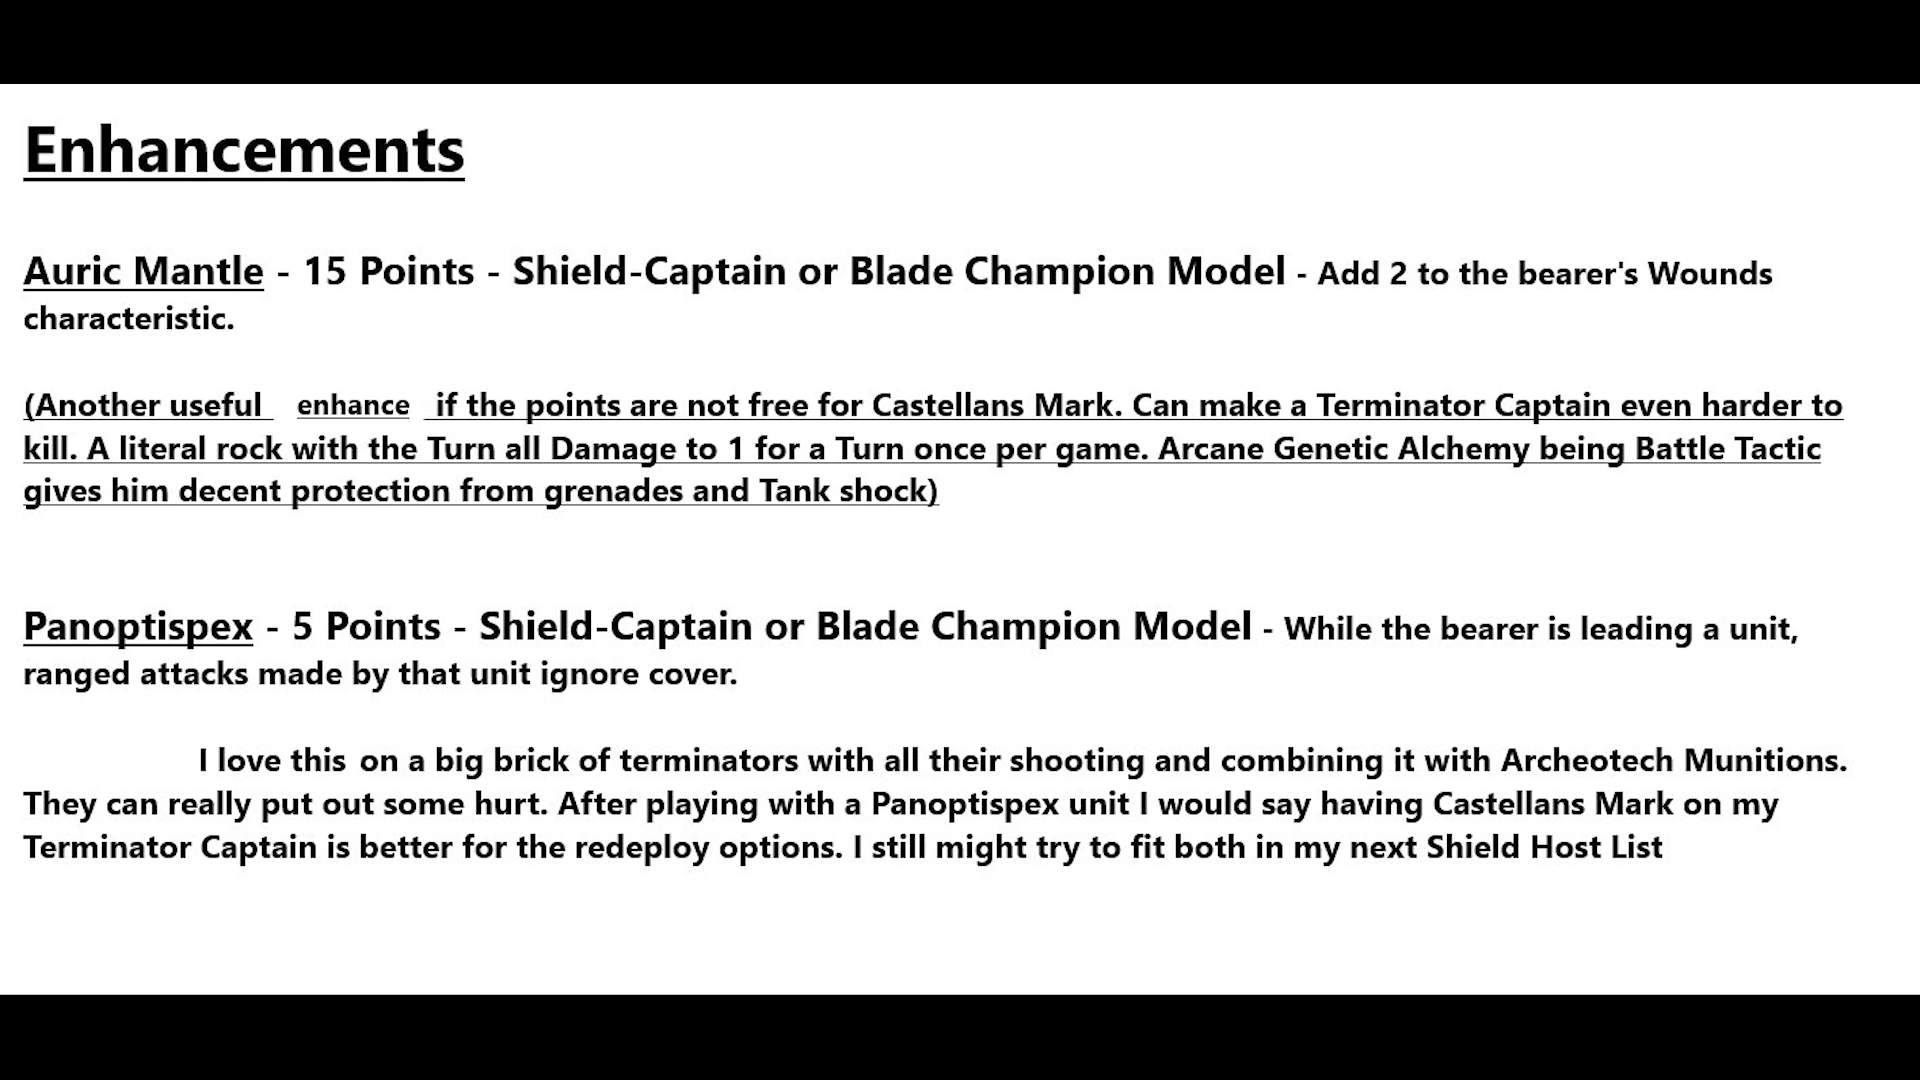 Enhancements
Auric Mantle - 15 Points - Shield-Captain or Blade Champion Model - Add 2 to the bearer's Wounds
characteristic.
(Another useful enhance if the points are not free for Castellans Mark. Can make a Terminator Captain even harder to
kill. A literal rock with the Turn all Damage to 1 for a Turn once per game. Arcane Genetic Alchemy being Battle Tactic
gives him decent protection from grenades and Tank shock)
Panoptispex - 5 Points - Shield-Captain or Blade Champion Model - While the bearer is leading a unit,
ranged attacks made by that unit ignore cover.
I love this on a big brick of terminators with all their shooting and combining it with Archeotech Munitions.
They can really put out some hurt. After playing with a Panoptispex unit I would say having Castellans Mark on my
Terminator Captain is better for the redeploy options. I still might try to fit both in my next Shield Host List